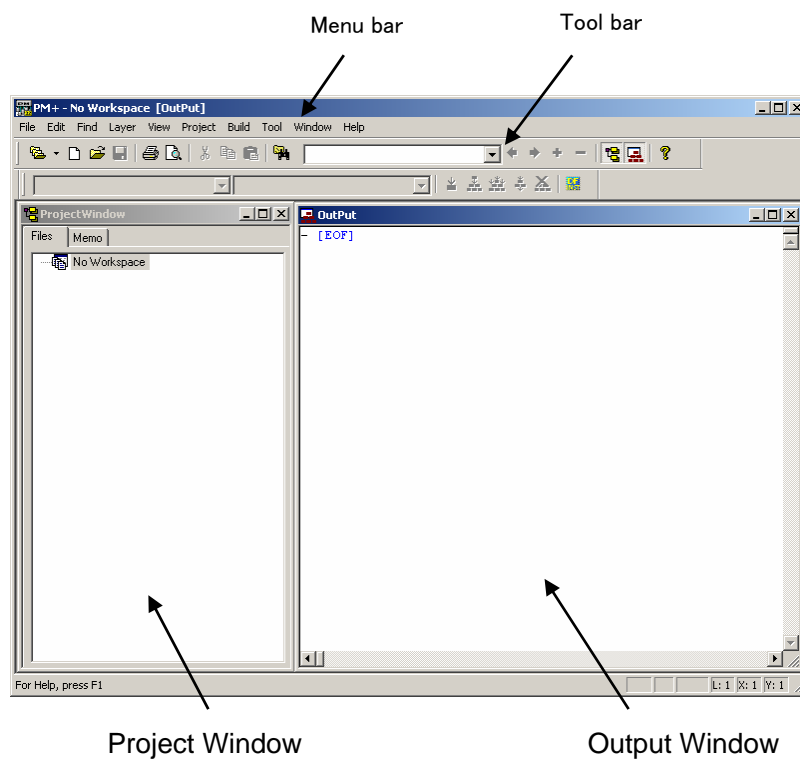 Menu bar
Tool bar
PM+ - No Workspace [OutPut]
File Edit Find Layer View Project Build Tool Window Help
ProjectWindow
OutPut
Files Memo
[EOF]
No Workspace
For Help, press F1
L: 1 X: 1 Y: 1
Project Window
Output Window